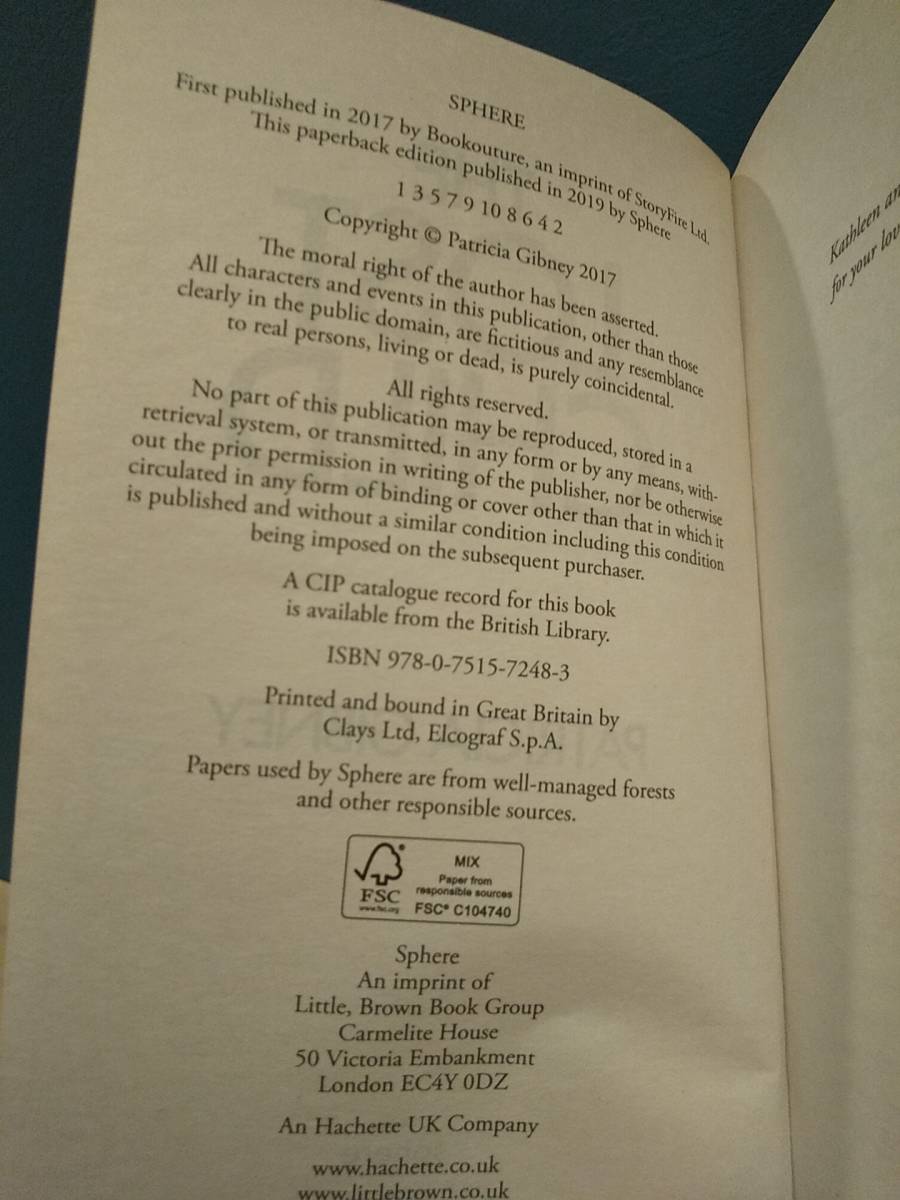 SPHERE
First published in 2017 by Bookouture, an imprint of StoryFire Ltd.
This paperback edition published in 2019 by Sphere
1 3 5 7 9 10 8 6 4 2
Copyright © Patricia Gibney 2017
The moral right of the author has been asserted.
All characters and events in this publication, other than those
clearly in the public domain, are fictitious and any resemblance
to real persons, living or dead, is purely coincidental.
All rights reserved.
No part of this publication may be reproduced, stored in a
retrieval system, or transmitted, in any form or by any means, with-
out the prior permission in writing of the publisher, nor be otherwise
circulated in any form of binding or cover other than that in which it
is published and without a similar condition including this condition
being imposed on the subsequent purchaser.
A CIP catalogue record for this book
is available from the British Library.
ISBN 978-0-7515-7248-3
Printed and bound in Great Britain by
Clays Ltd, Elcograf S.p.A.
Papers used by Sphere are from well-managed forests
and other responsible sources.
FSC
www.fsc.org
MIX
Paper from
responsible sources
FSC® C104740
Sphere
An imprint of
Little, Brown Book Group
Carmelite House
50 Victoria Embankment
London EC4Y 0DZ
An Hachette UK Company
www.hachette.co.uk
www.littlebrown.co.uk
Kathleen
for your